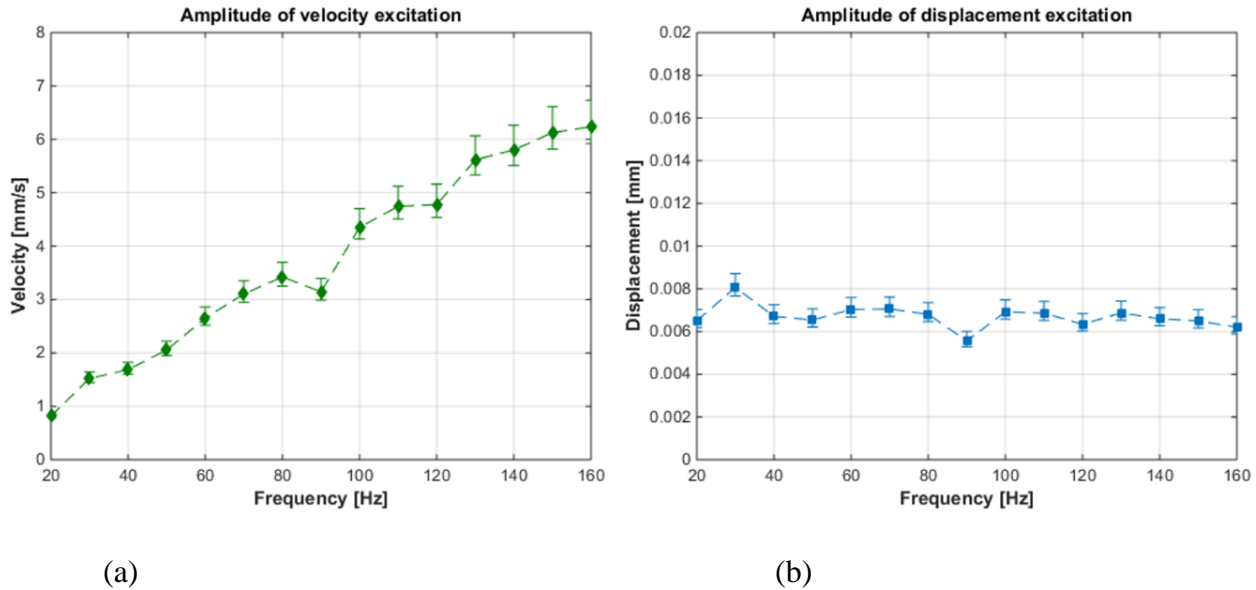 Amplitude of velocity excitation
8
7
6
5
4
3
2
1
0
Velocity [mm/s]
20 40 60 80 100 120 140 160
Frequency [Hz]
(a)
Amplitude of displacement excitation
0.02
0.018
0.016
0.014
0.012
0.01
0.008
0.006
0.004
0.002
0
Displacement [mm]
20 40 60 80 100 120 140 160
Frequency [Hz]
(b)